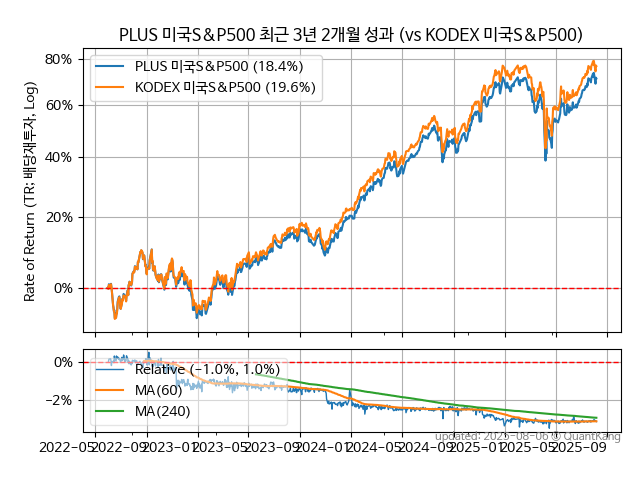 PLUS 미국S&P500 최근 3년 2개월 성과 (vs KODEX 미국S&P500)
Rate of Return (TR: 배당재투자, Log)
80%
60%
40%
20%
0%
PLUS 미국S&P500 (18.4%)
KODEX 미국S&P500 (19.6%)
0%
−2%
Relative (−1.0%, 1.0%)
MA(60)
MA(240)
updated: 2025-08-06 © QuantKang
2022-05 2022-09 2023-01 2023-05 2023-09 2024-01 2024-05 2024-09 2025-01 2025-05 2025-09